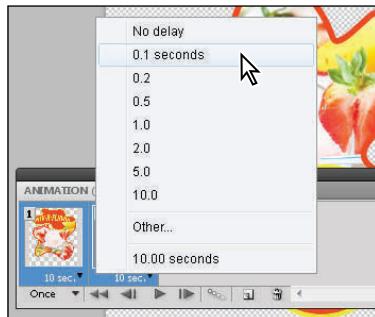 No delay
0.1 seconds
0.2
0.5
1.0
2.0
5.0
10.0
Other...
10.00 seconds
ANIMATION (
1
10 sec.
10 sec.
Once